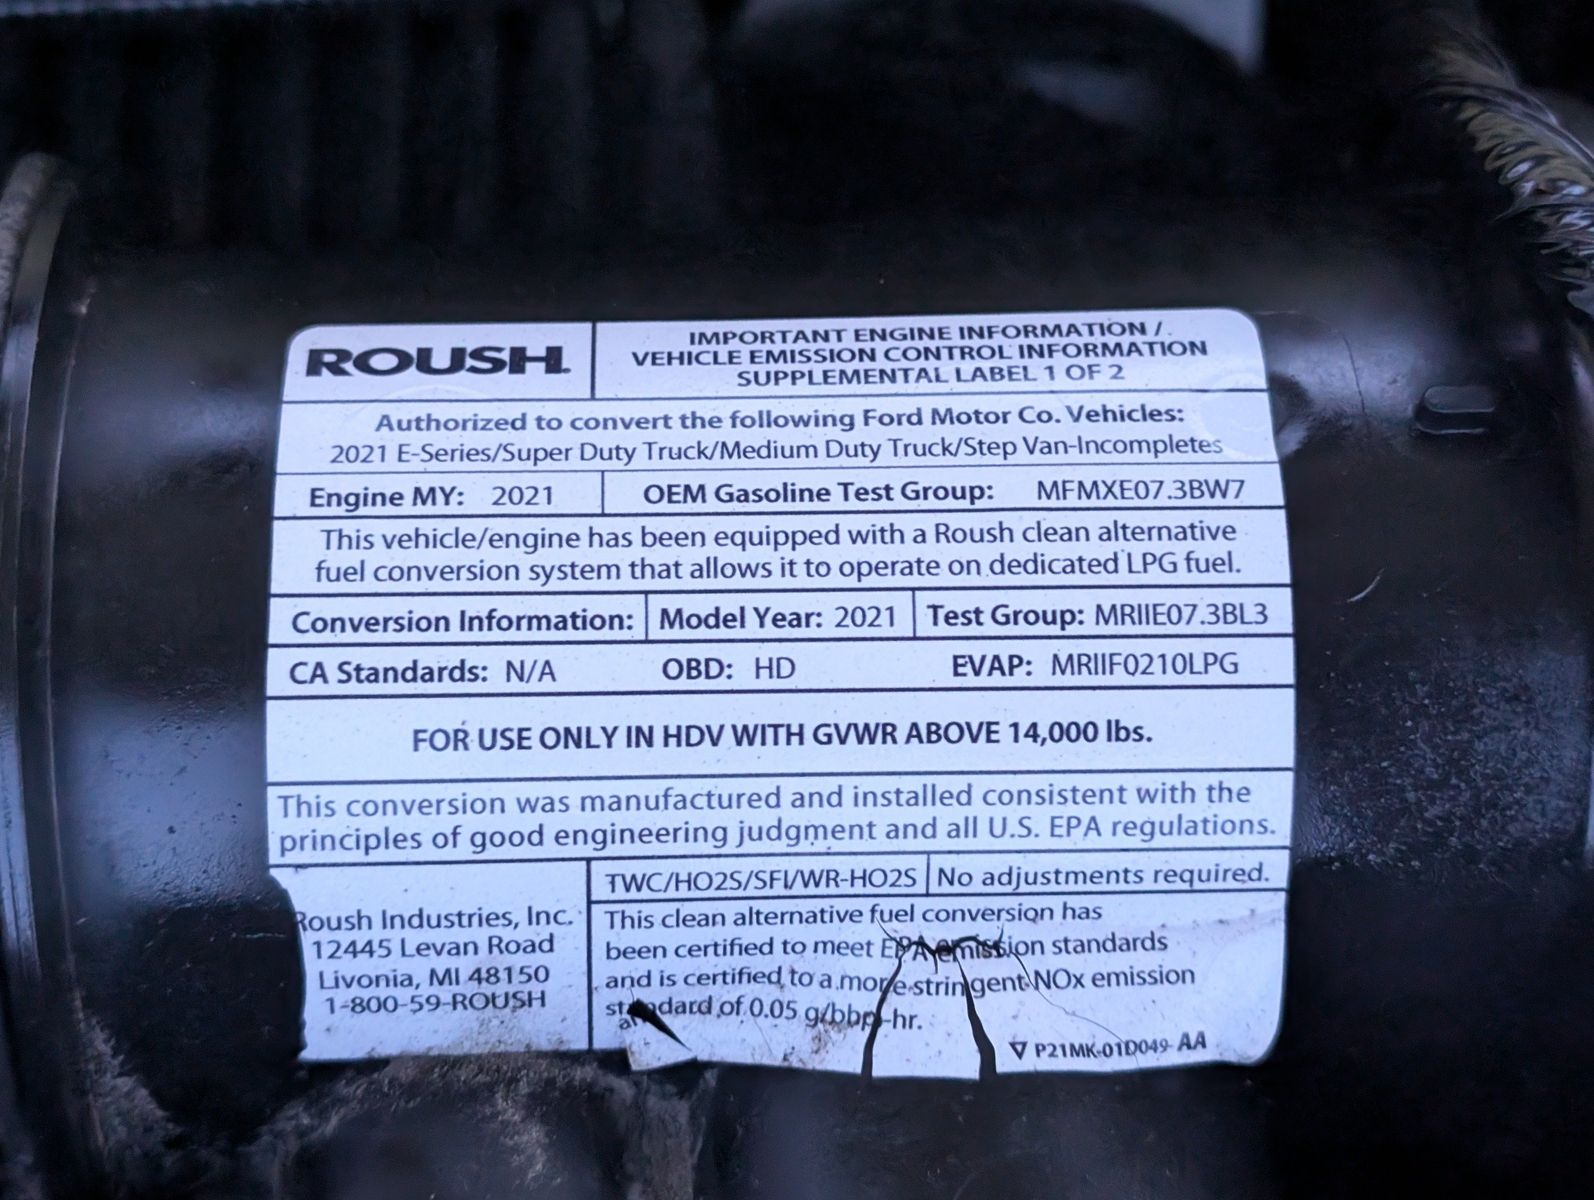 ROUSH.
IMPORTANT ENGINE INFORMATION /
VEHICLE EMISSION CONTROL INFORMATION
SUPPLEMENTAL LABEL 1 OF 2
Authorized to convert the following Ford Motor Co. Vehicles:
2021 E-Series/Super Duty Truck/Medium Duty Truck/Step Van-Incompletes
Engine MY: 2021
OEM Gasoline Test Group: MFMXE07.3BW7
This vehicle/engine has been equipped with a Roush clean alternative
fuel conversion system that allows it to operate on dedicated LPG fuel.
Conversion Information: Model Year: 2021 Test Group: MRIIE07.3BL3
CA Standards: N/A OBD: HD EVAP: MRIIF0210LPG
FOR USE ONLY IN HDV WITH GVWR ABOVE 14,000 lbs.
This conversion was manufactured and installed consistent with the
principles of good engineering judgment and all U.S. EPA regulations.
Roush Industries, Inc.
12445 Levan Road
Livonia, MI 48150
1-800-59-ROUSH
TWC/HO2S/SFI/WR-HO2S No adjustments required.
This clean alternative fuel conversion has
been certified to meet EPA emission standards
and is certified to a more stringent NOx emission
standard of 0.05 g/bhp-hr.
P21MK-01D049-AA